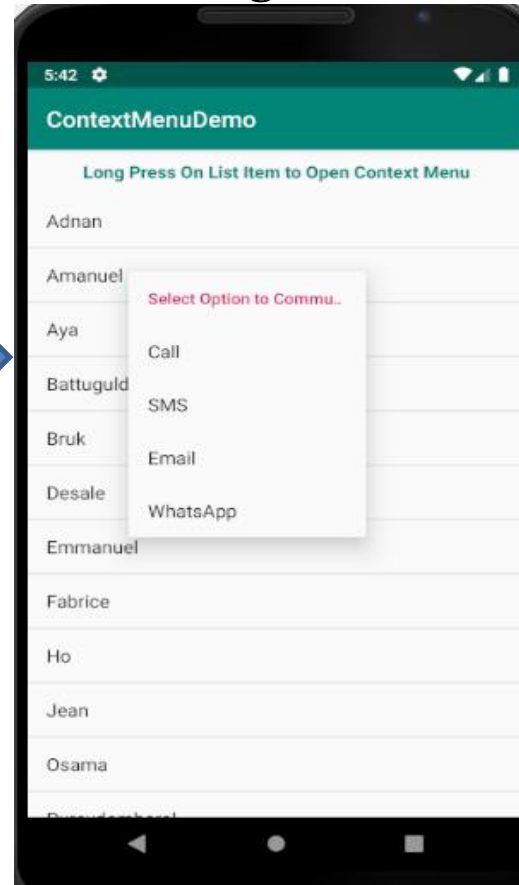 5:42
ContextMenuDemo
Long Press On List Item to Open Context Menu
Adnan
Amanuel
Select Option to Commu..
Aya
Call
Battuguld
SMS
Bruk
Email
Desale
WhatsApp
Emmanuel
Fabrice
Ho
Jean
Osama